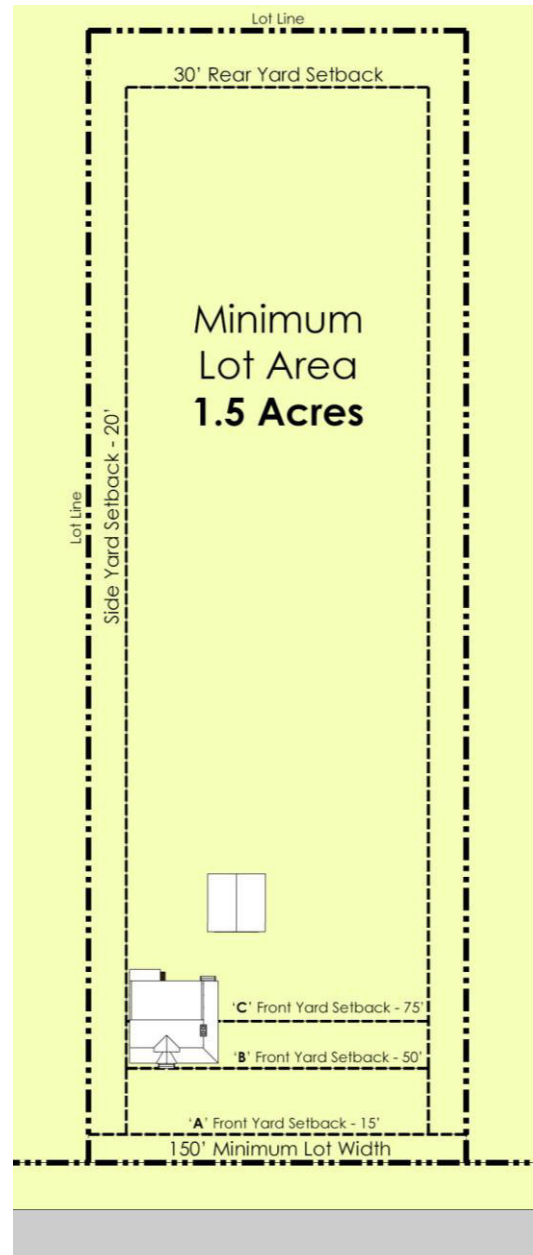 Lot Line
30’ Rear Yard Setback
Minimum
Lot Area
1.5 Acres
Side Yard Setback - 20’
Lot Line
‘C’ Front Yard Setback - 75’
‘B’ Front Yard Setback - 50’
‘A’ Front Yard Setback - 15’
150’ Minimum Lot Width